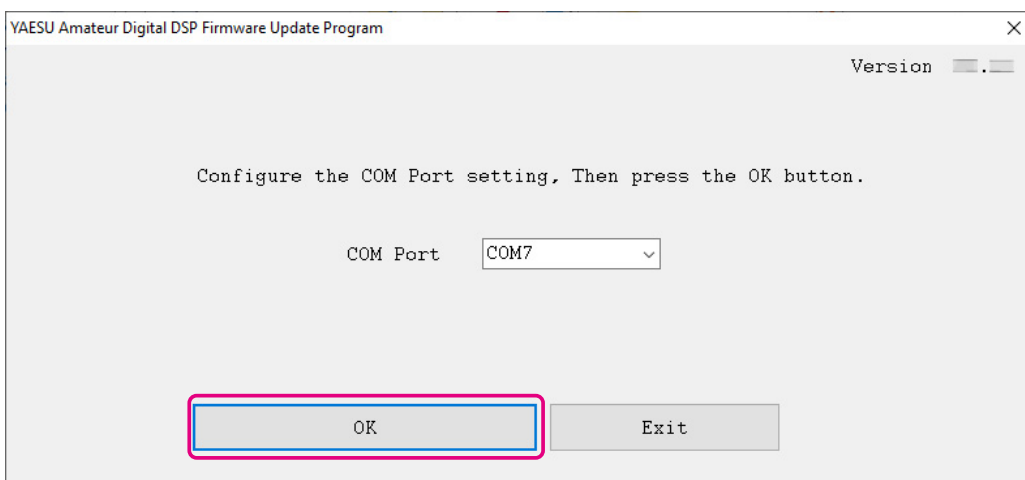 YAESU Amateur Digital DSP Firmware Update Program
Version
Configure the COM Port setting, Then press the OK button.
COM Port COM7
OK Exit